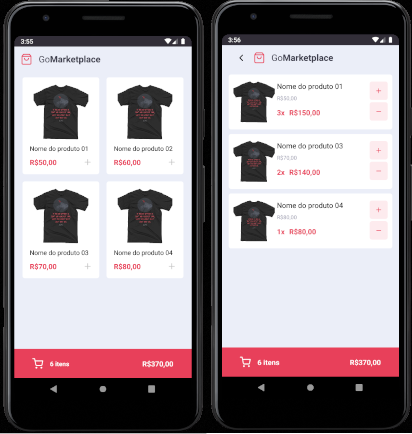 3:55
GoMarketplace
Nome do produto 01
R$50,00
+
Nome do produto 02
R$60,00
+
Nome do produto 03
R$70,00
+
Nome do produto 04
R$80,00
+
6 itens
R$370,00
3:56
GoMarketplace
Nome do produto 01
R$50,00
3x R$150,00
+
−
Nome do produto 03
R$70,00
2x R$140,00
+
−
Nome do produto 04
R$80,00
1x R$80,00
+
−
6 itens
R$370,00